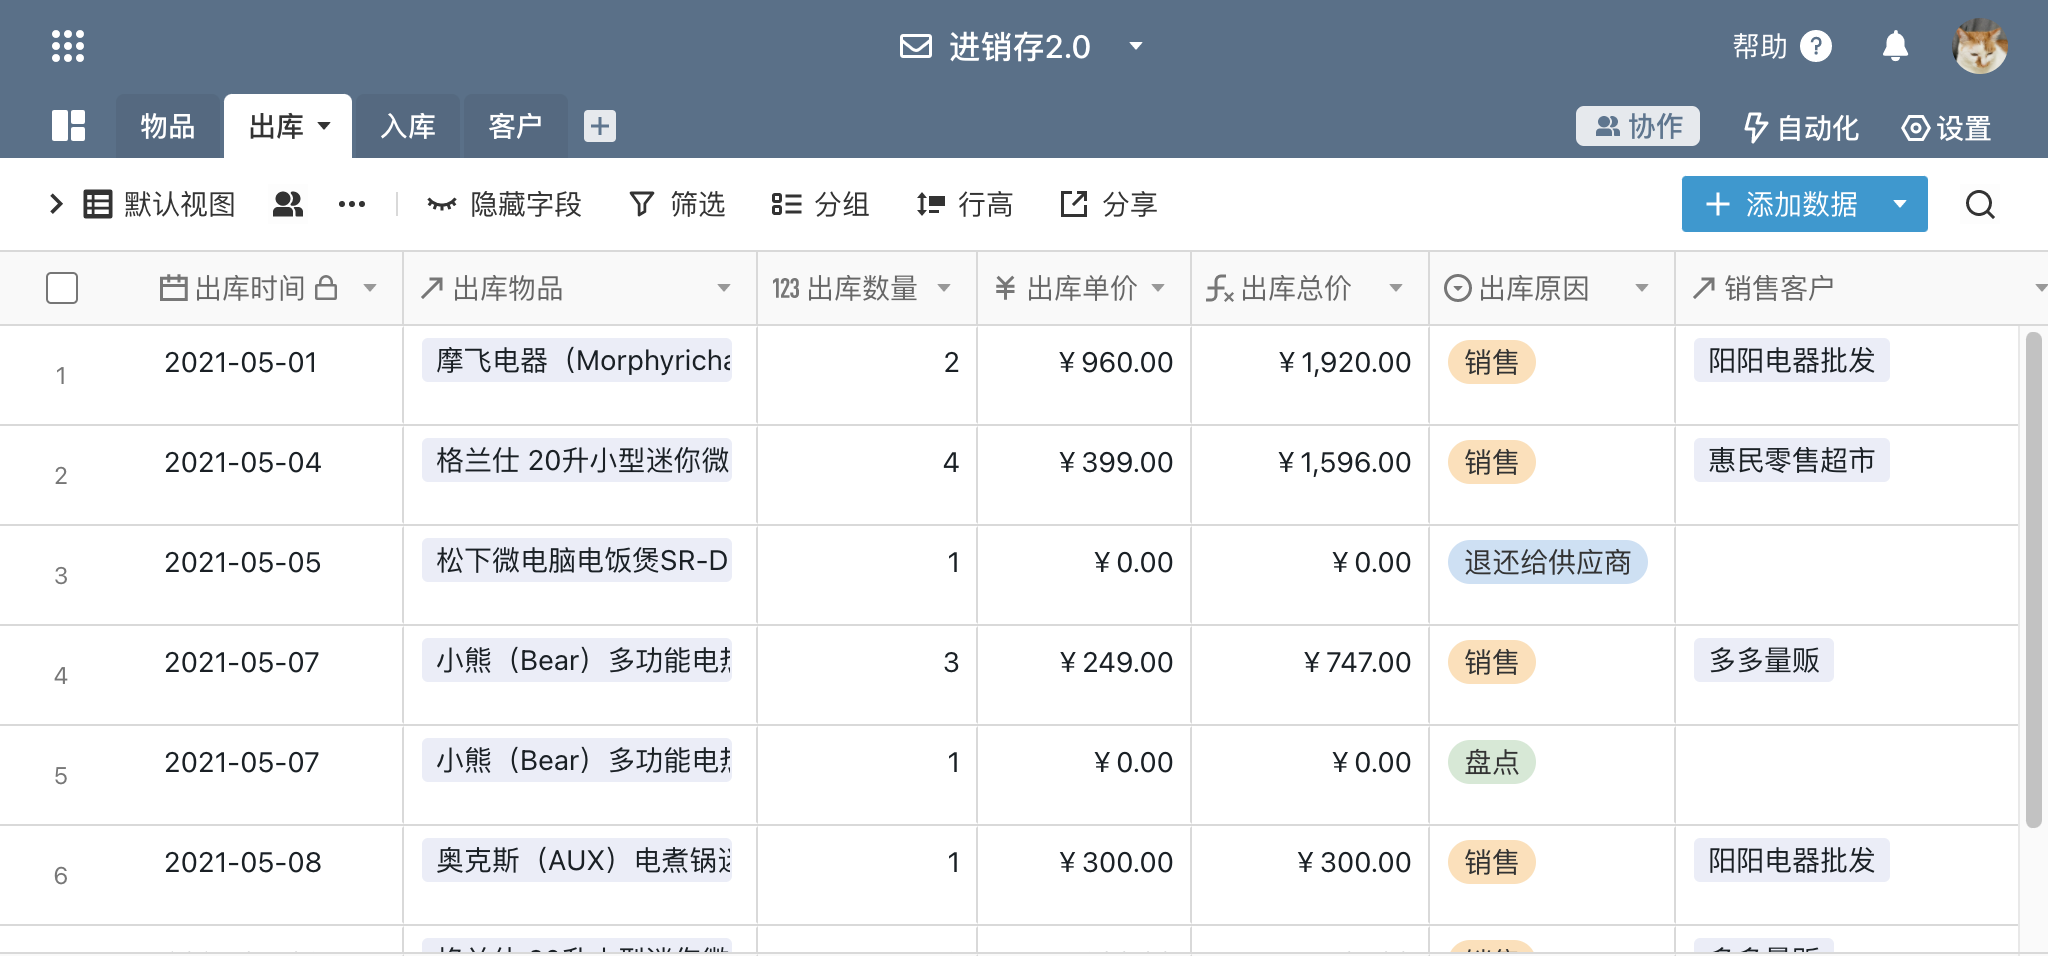 进销存2.0
帮助 ?
物品 出库 入库 客户 +
协作 自动化 设置
默认视图 隐藏字段 筛选 分组 行高 分享 添加数据
出库时间 出库物品 123 出库数量 ¥ 出库单价 fx 出库总价 出库原因 销售客户
1 2021-05-01 摩飞电器（Morphyricha 2 ¥960.00 ¥1,920.00 销售 阳阳电器批发
2 2021-05-04 格兰仕 20升小型迷你微 4 ¥399.00 ¥1,596.00 销售 惠民零售超市
3 2021-05-05 松下微电脑电饭煲SR-D 1 ¥0.00 ¥0.00 退还给供应商
4 2021-05-07 小熊（Bear）多功能电热 3 ¥249.00 ¥747.00 销售 多多量贩
5 2021-05-07 小熊（Bear）多功能电热 1 ¥0.00 ¥0.00 盘点
6 2021-05-08 奥克斯（AUX）电煮锅 1 ¥300.00 ¥300.00 销售 阳阳电器批发